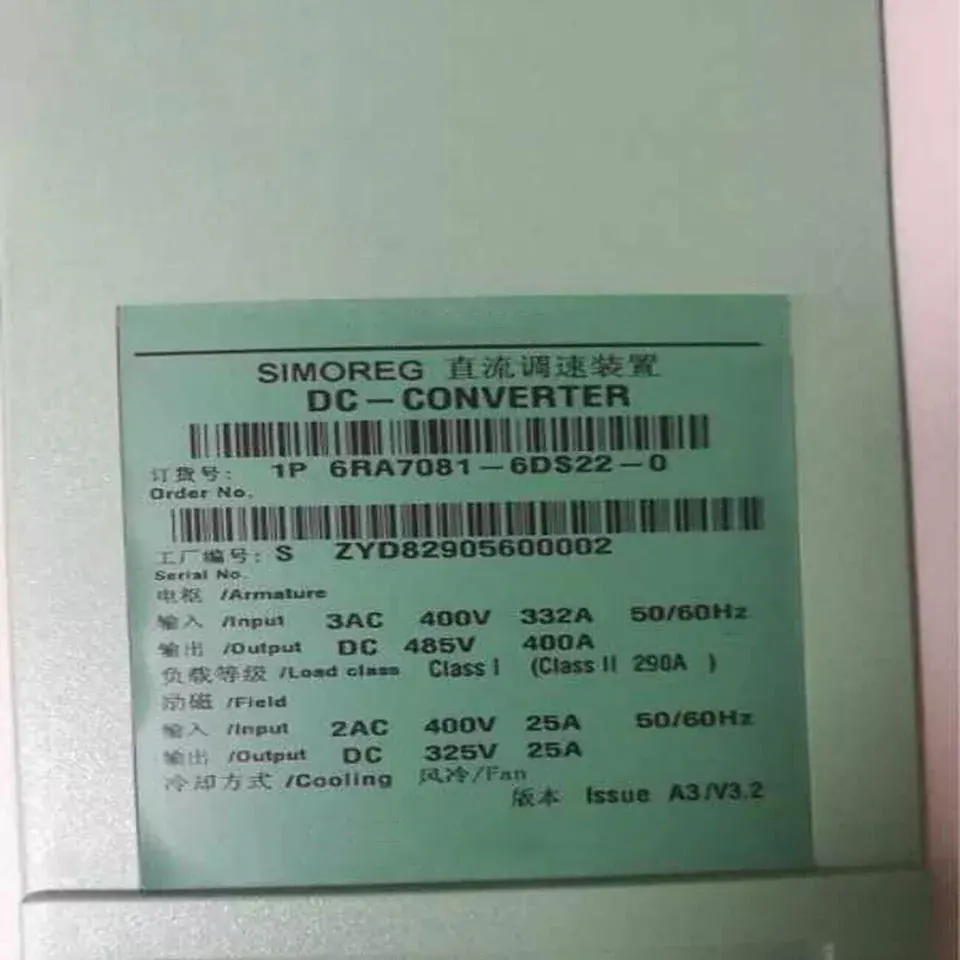 SIMOREG 直流调速装置
DC-CONVERTER
订货号: 1P 6RA7081-6DS22-0
Order No.
工厂编号: S ZYD82905600002
Serial No.
电枢 /Armature
输入 /Input 3AC 400V 332A 50/60Hz
输出 /Output DC 485V 400A
负载等级 /Load class Class I (Class II 290A )
励磁 /Field
输入 /Input 2AC 400V 25A 50/60Hz
输出 /Output DC 325V 25A
冷却方式 /Cooling 风冷/Fan
版本 Issue A3/V3.2